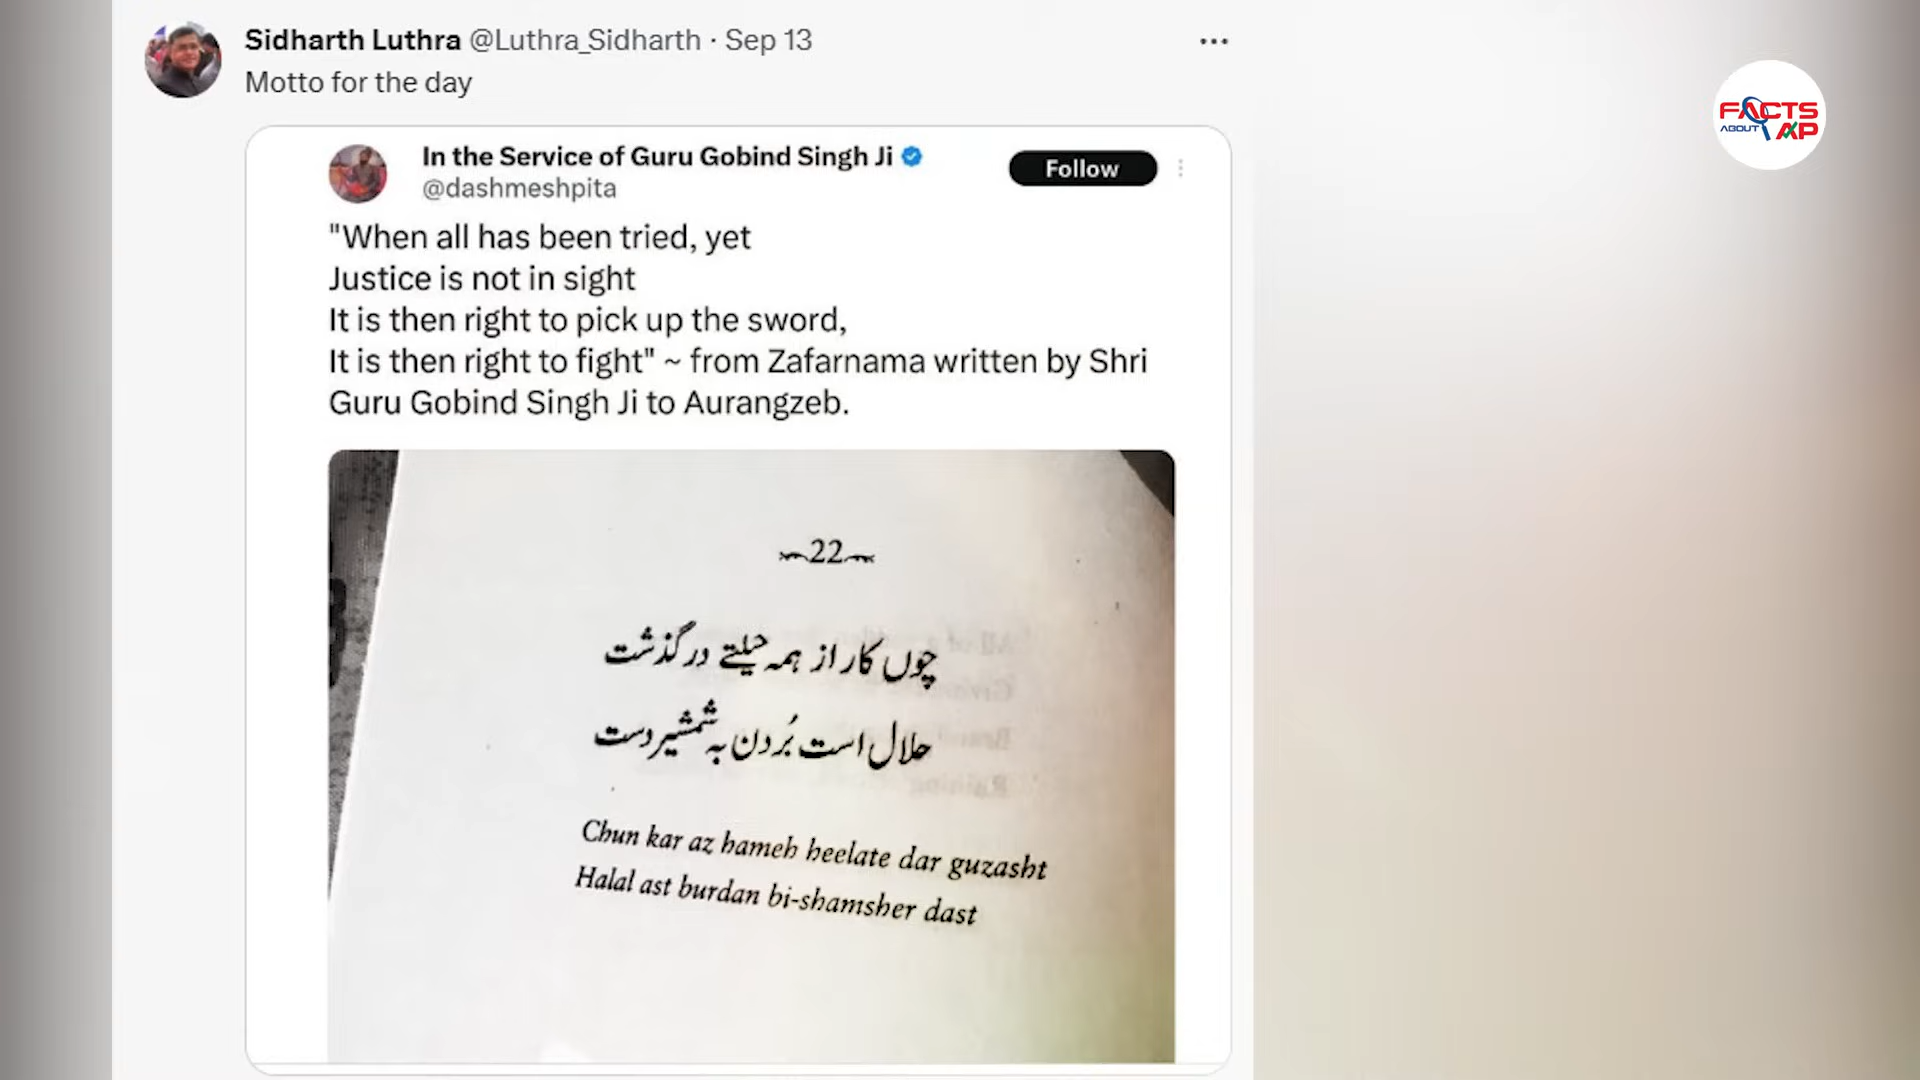 Sidharth Luthra @Luthra_Sidharth · Sep 13
Motto for the day
FACTS
ABOUT AP
In the Service of Guru Gobind Singh Ji
Follow
@dashmeshpita
"When all has been tried, yet
Justice is not in sight
It is then right to pick up the sword,
It is then right to fight" ~ from Zafarnama written by Shri
Guru Gobind Singh Ji to Aurangzeb.
22
چوں کار از ہمہ حیلتے در گذشت
حلال است بُردن بہ شمشیر دست
Chun kar az hameh heelate dar guzasht
Halal ast burdan bi-shamsher dast